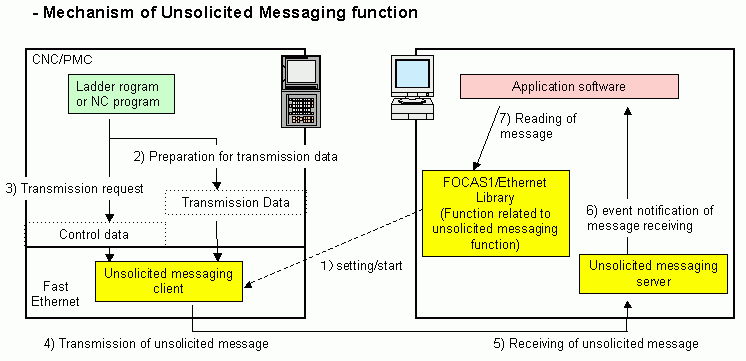 - Mechanism of Unsolicited Messaging function
CNC/PMC
Ladder rogram
or NC program
2) Preparation for transmission data
3) Transmission request
Transmission Data
Control data
Fast
Ethernet
Unsolicited messaging
client
1) setting/start
4) Transmission of unsolicited message
Application software
7) Reading of
message
FOCAS1/Ethernet
Library
(Function related to
unsolicited messaging
function)
6) event notification of
message receiving
Unsolicited messaging
server
5) Receiving of unsolicited message